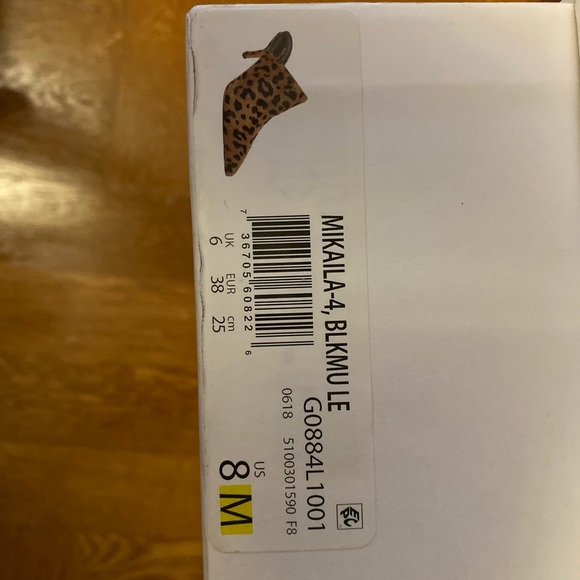 MIKAILA-4, BLKMU LE
G0884L1001
0618 5100301590 F8
7 36705 60822 6
UK EUR cm
6 38 25
US
8 M